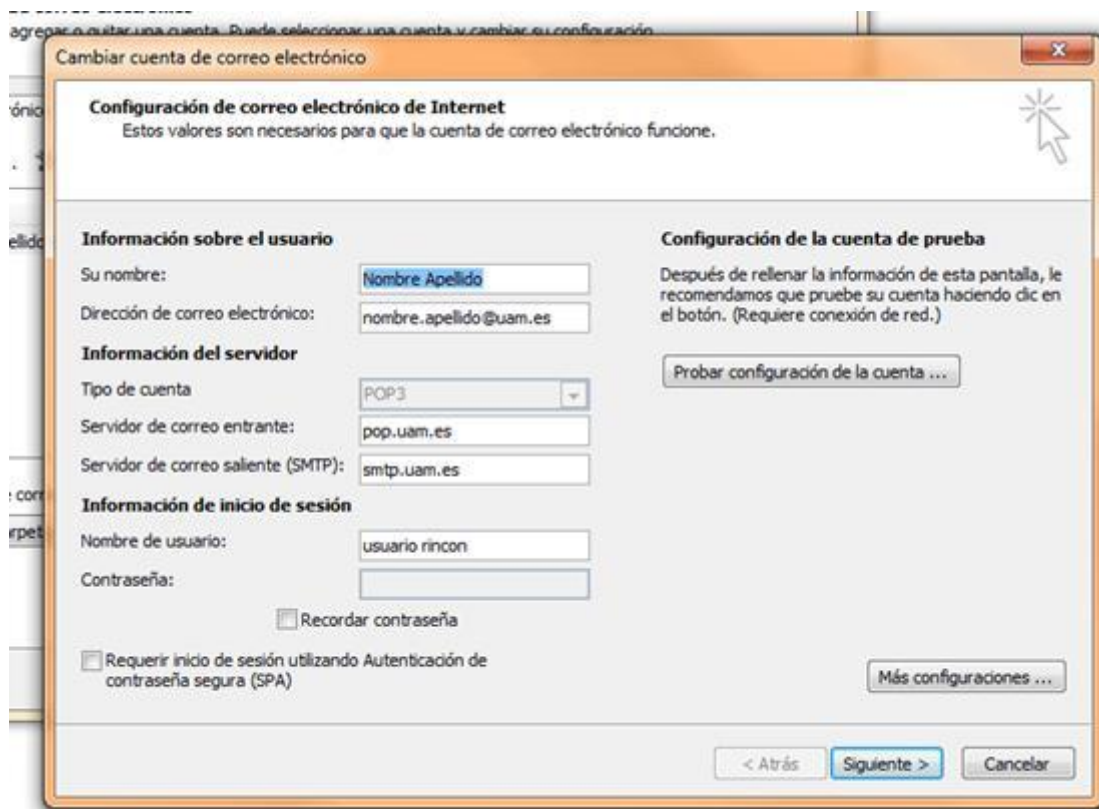 agregar o quitar una cuenta. Puede seleccionar una cuenta y cambiar su configuración.
Cambiar cuenta de correo electrónico
Configuración de correo electrónico de Internet
Estos valores son necesarios para que la cuenta de correo electrónico funcione.
Información sobre el usuario
Su nombre:
Nombre Apellido
Dirección de correo electrónico:
nombre.apellido@uam.es
Información del servidor
Tipo de cuenta
POP3
Servidor de correo entrante:
pop.uam.es
Servidor de correo saliente (SMTP):
smtp.uam.es
Información de inicio de sesión
Nombre de usuario:
usuario rincon
Contraseña:
Recordar contraseña
Requerir inicio de sesión utilizando Autenticación de
contraseña segura (SPA)
Configuración de la cuenta de prueba
Después de rellenar la información de esta pantalla, le
recomendamos que pruebe su cuenta haciendo clic en
el botón. (Requiere conexión de red.)
Probar configuración de la cuenta ...
Más configuraciones ...
< Atrás
Siguiente >
Cancelar